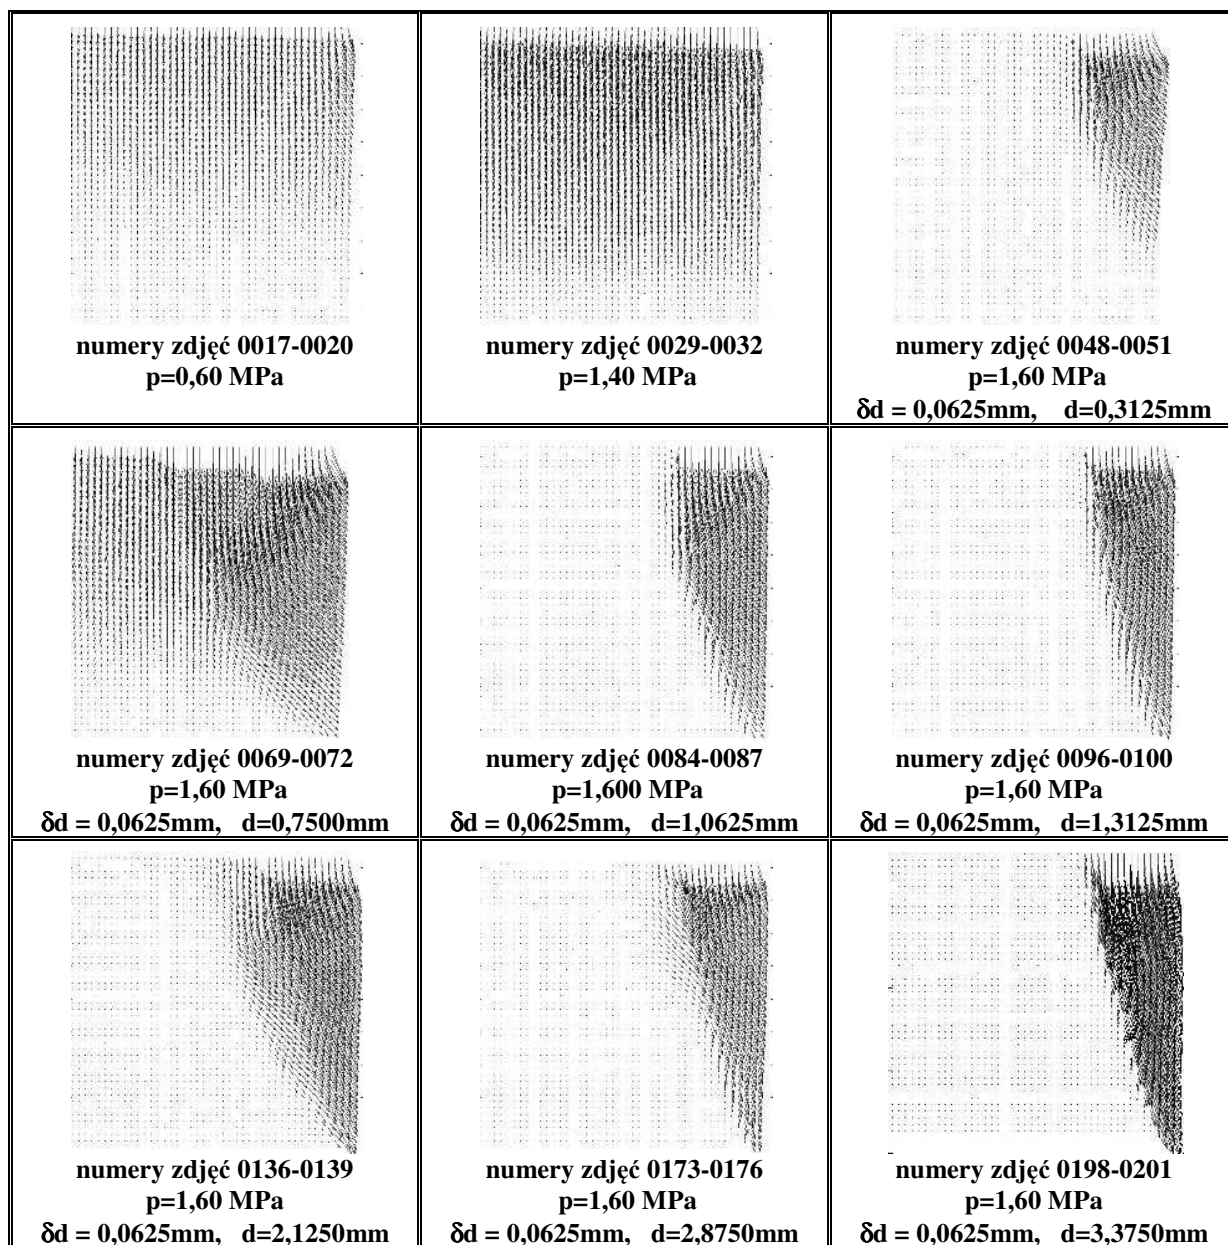 numery zdjęć 0017-0020
p=0,60 MPa
numery zdjęć 0029-0032
p=1,40 MPa
numery zdjęć 0048-0051
p=1,60 MPa
δd = 0,0625mm, d=0,3125mm
numery zdjęć 0069-0072
p=1,60 MPa
δd = 0,0625mm, d=0,7500mm
numery zdjęć 0084-0087
p=1,600 MPa
δd = 0,0625mm, d=1,0625mm
numery zdjęć 0096-0100
p=1,60 MPa
δd = 0,0625mm, d=1,3125mm
numery zdjęć 0136-0139
p=1,60 MPa
δd = 0,0625mm, d=2,1250mm
numery zdjęć 0173-0176
p=1,60 MPa
δd = 0,0625mm, d=2,8750mm
numery zdjęć 0198-0201
p=1,60 MPa
δd = 0,0625mm, d=3,3750mm